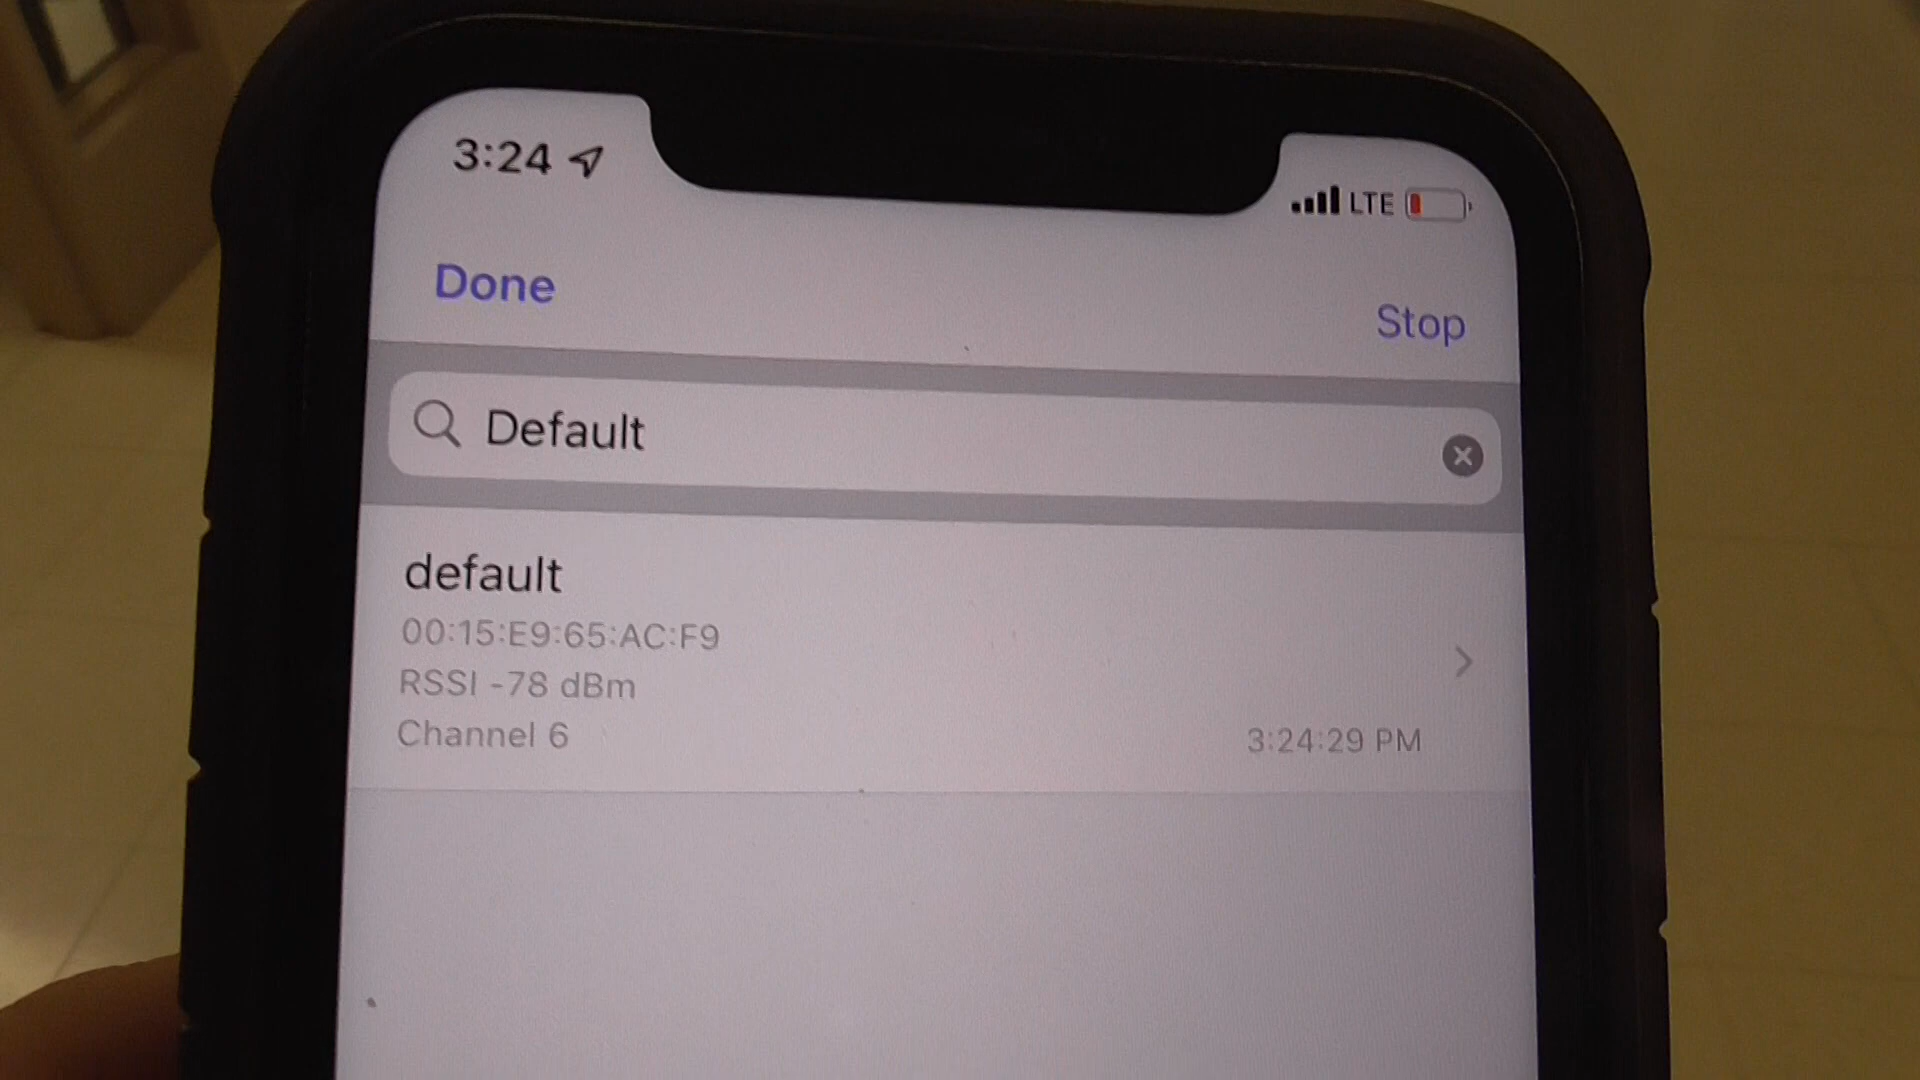 3:24
LTE
Done
Stop
Default
default
00:15:E9:65:AC:F9
RSSI -78 dBm
Channel 6
3:24:29 PM